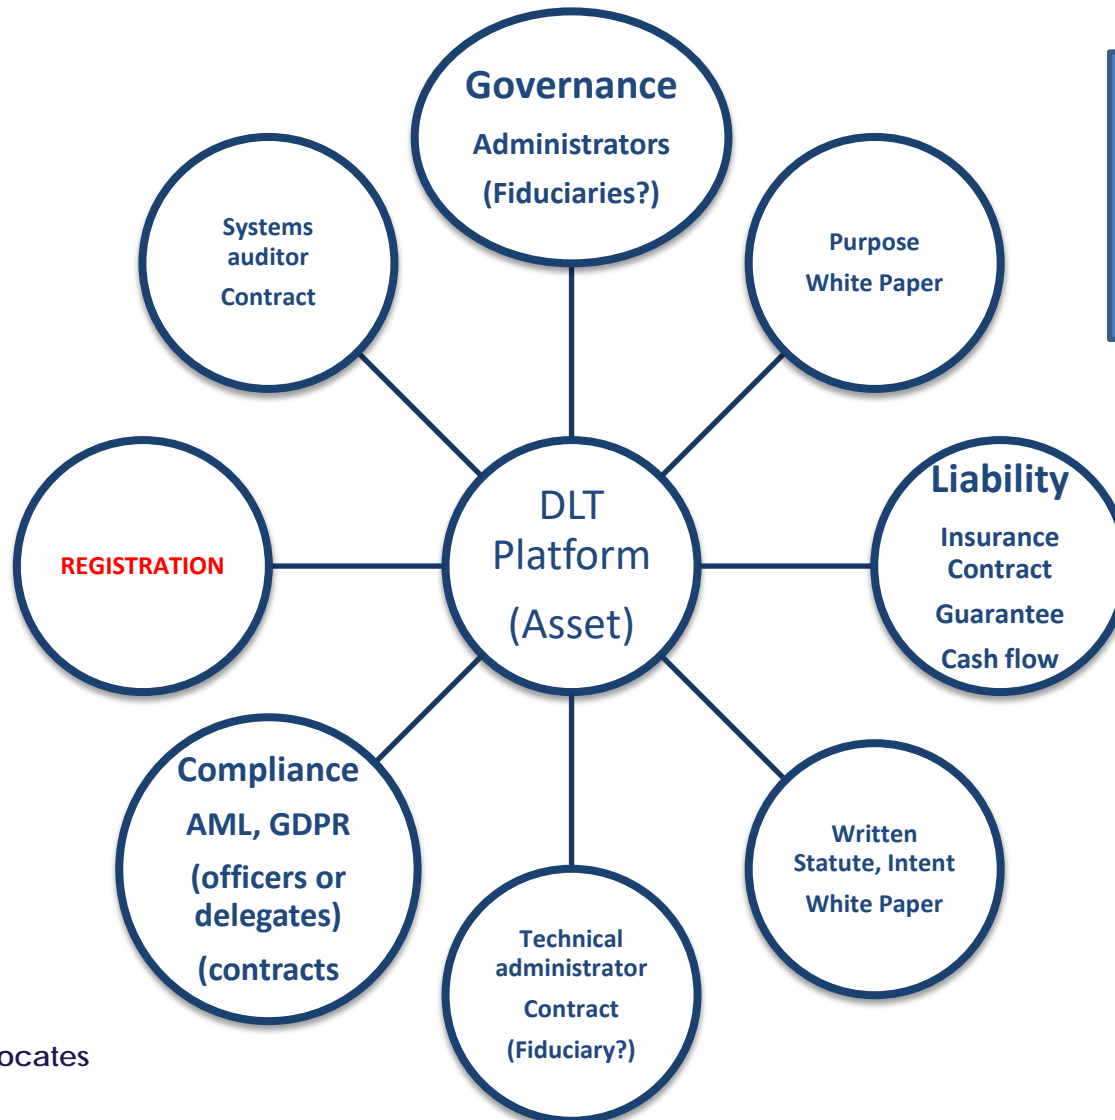 Governance
Administrators
(Fiduciaries?)
Systems
auditor
Contract
Purpose
White Paper
REGISTRATION
DLT
Platform
(Asset)
Liability
Insurance
Contract
Guarantee
Cash flow
Compliance
AML, GDPR
(officers or
delegates)
(contracts
Technical
administrator
Contract
(Fiduciary?)
Written
Statute, Intent
White Paper
ocates